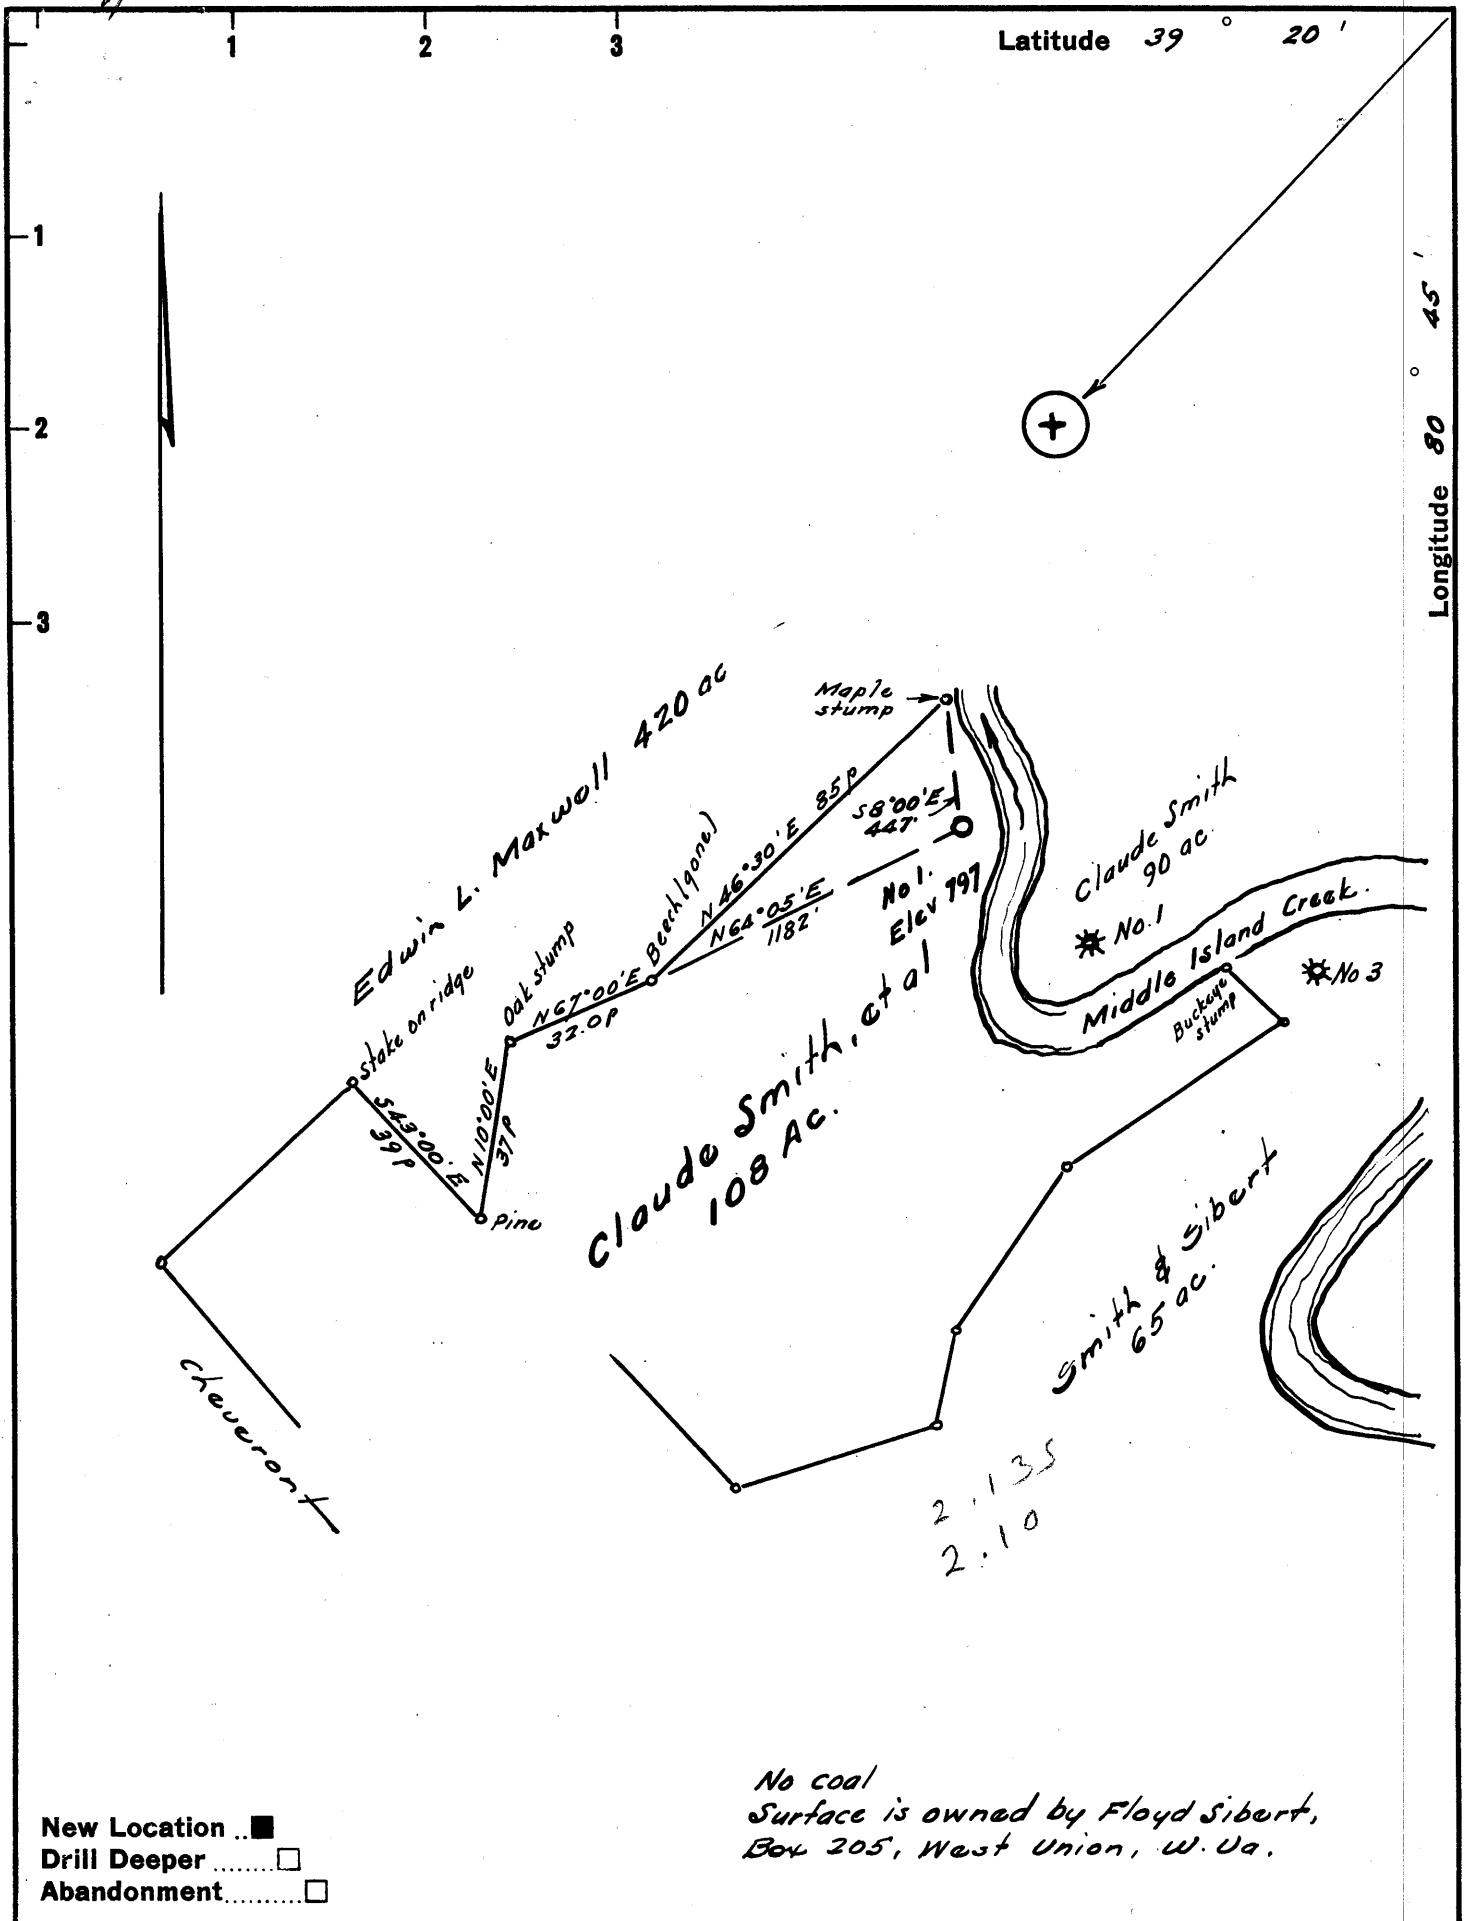 1 2 3 Latitude 39° 20'
1
2
3
Longitude 80° 45'
Maple
stump
Edwin L. Maxwell 420 ac
N 46°30'E 85P
S8°00'E
447'
N64°05'E
1182'
No 1.
Elev 797
Claude Smith
90 ac.
No. 1
Middle Island Creek.
No 3
Buckeye
stump
Beech (gone)
Oak stump
N67°00'E
32.0P
Stake on ridge
S43°00'E
39P
N10°00'E
37P
Pine
Claude Smith, et al
108 Ac.
Smith & Sibert
65 ac.
Cheuvront
2.135
2.10
No coal
Surface is owned by Floyd Sibert,
Box 205, West Union, W. Va.
New Location ..■
Drill Deeper ........☐
Abandonment..........☐